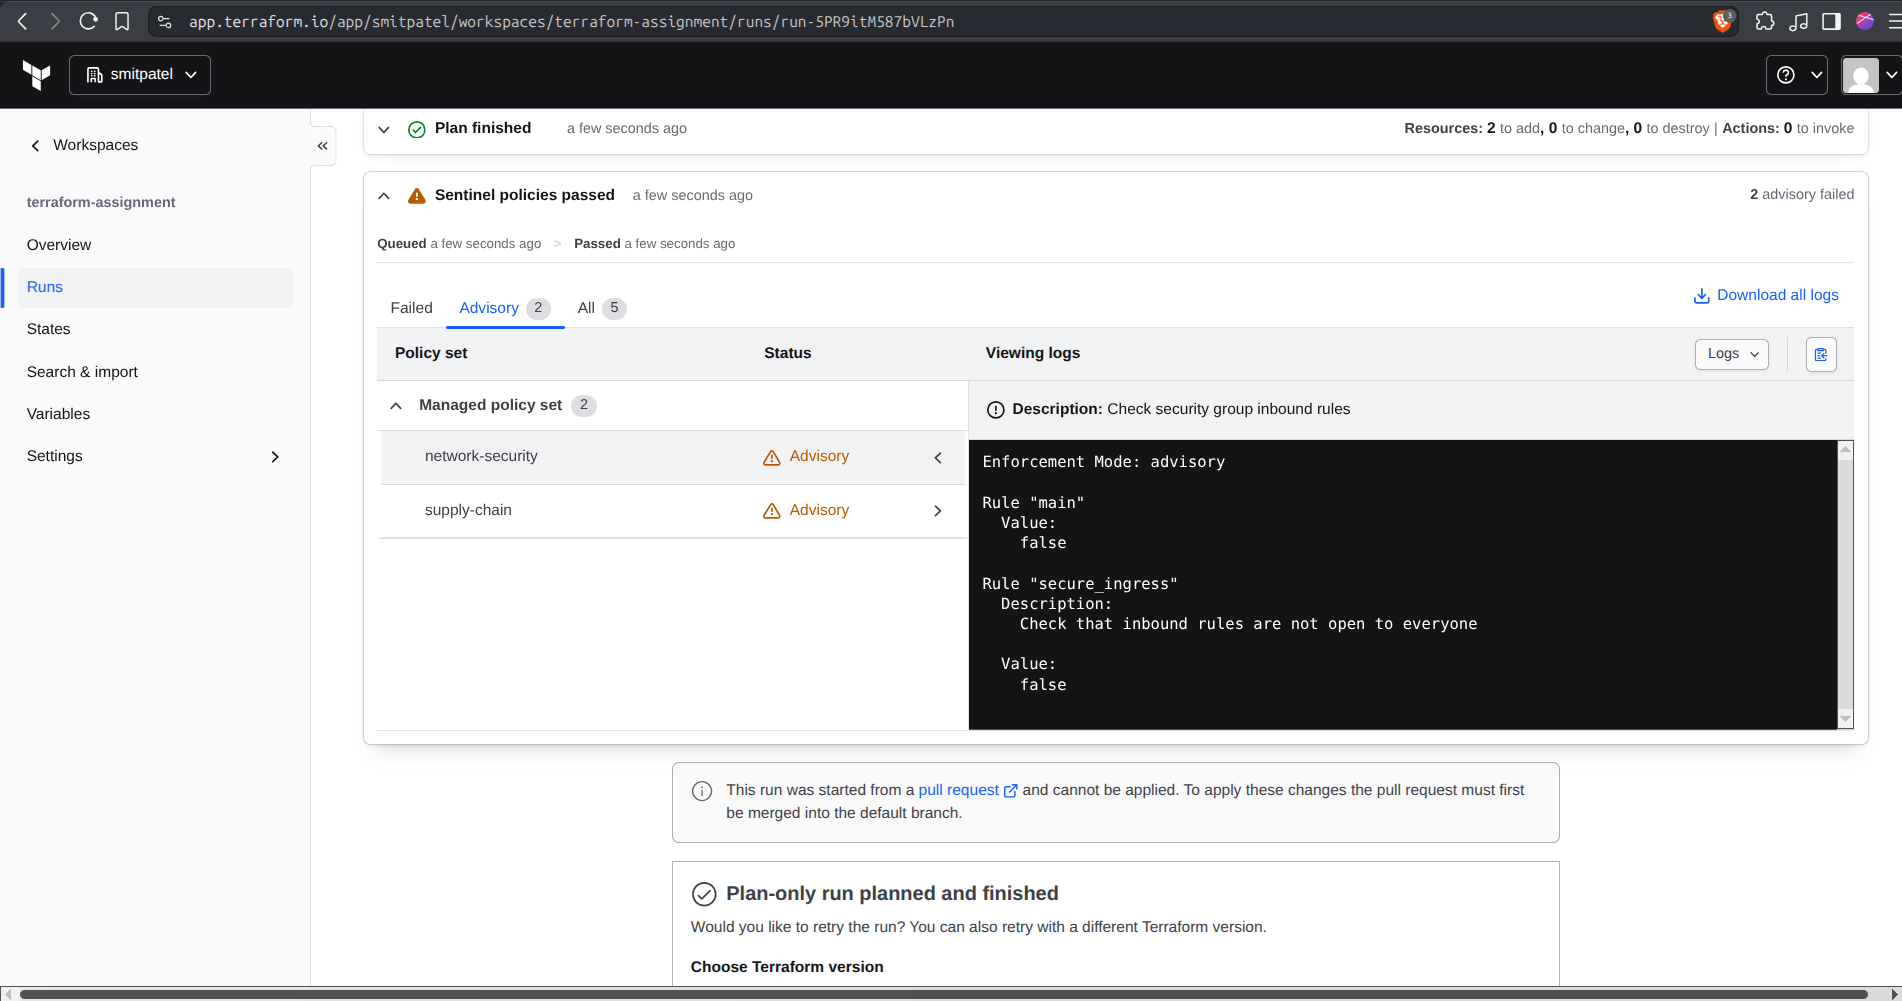 app.terraform.io/app/smitpatel/workspaces/terraform-assignment/runs/run-5PR9itM587bVLzPn
3
smitpatel
Workspaces
terraform-assignment
Overview
Runs
States
Search & import
Variables
Settings
Plan finished a few seconds ago Resources: 2 to add, 0 to change, 0 to destroy | Actions: 0 to invoke
Sentinel policies passed a few seconds ago 2 advisory failed
Queued a few seconds ago > Passed a few seconds ago
Failed Advisory 2 All 5 Download all logs
Policy set Status Viewing logs Logs
Managed policy set 2
network-security Advisory
supply-chain Advisory
Description: Check security group inbound rules
Enforcement Mode: advisory
Rule "main"
Value:
false
Rule "secure_ingress"
Description:
Check that inbound rules are not open to everyone
Value:
false
This run was started from a pull request and cannot be applied. To apply these changes the pull request must first
be merged into the default branch.
Plan-only run planned and finished
Would you like to retry the run? You can also retry with a different Terraform version.
Choose Terraform version